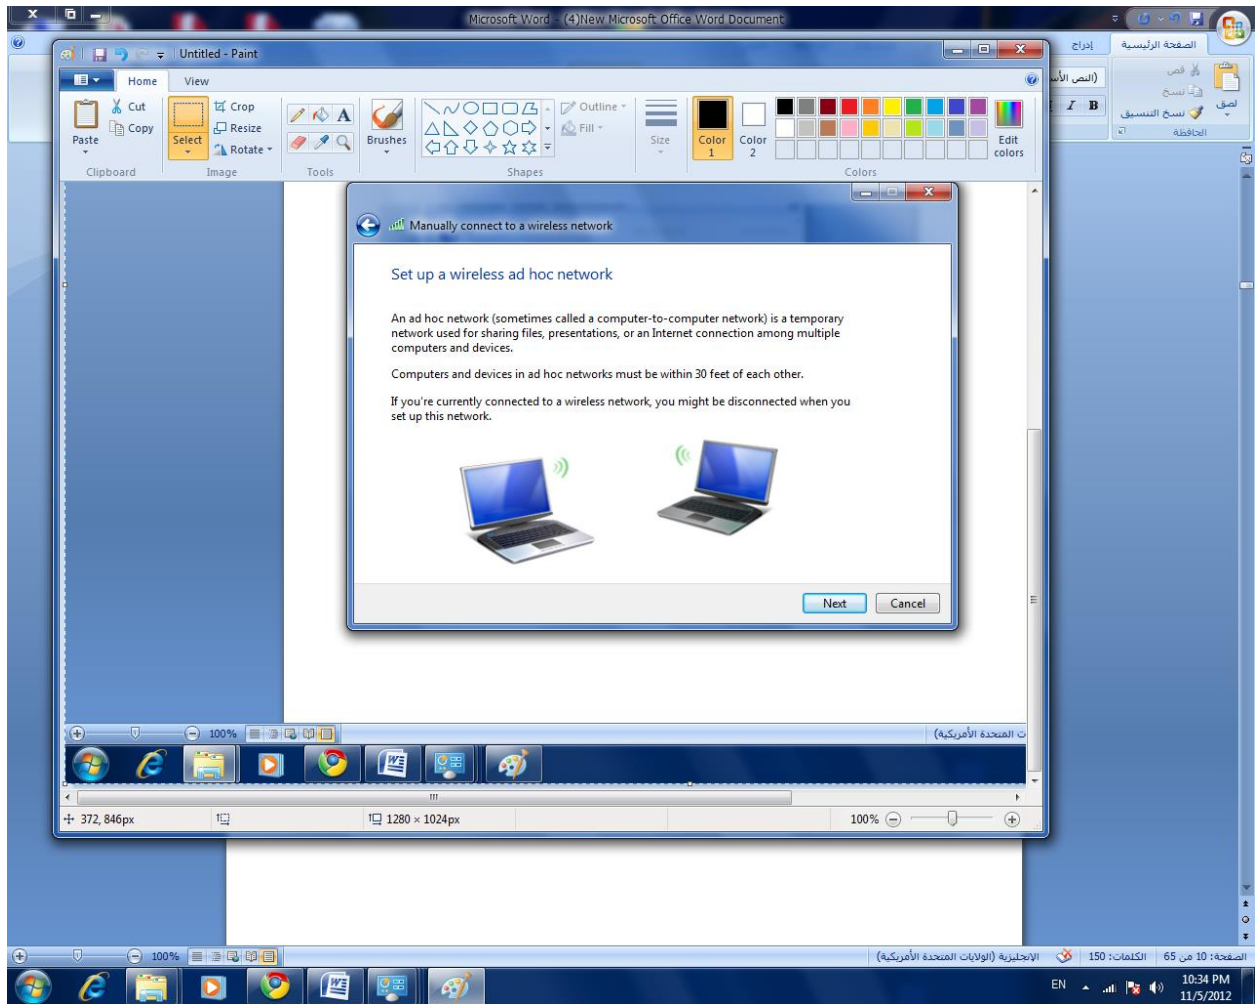 Microsoft Word - (4)New Microsoft Office Word Document
الصفحة الرئيسية
إدراج
قص
نسخ
نسخ التنسيق
لصق
الحافظة
(النص الأس
I B
Untitled - Paint
Home View
Paste
Cut
Copy
Clipboard
Select
Crop
Resize
Rotate
Image
A
Tools
Brushes
Outline
Fill
Shapes
Size
Color 1
Color 2
Edit colors
Colors
Manually connect to a wireless network
Set up a wireless ad hoc network
An ad hoc network (sometimes called a computer-to-computer network) is a temporary
network used for sharing files, presentations, or an Internet connection among multiple
computers and devices.
Computers and devices in ad hoc networks must be within 30 feet of each other.
If you're currently connected to a wireless network, you might be disconnected when you
set up this network.
Next Cancel
100%
ت المتحدة الأمريكية)
372, 846px
1280 × 1024px
100%
100%
الإنجليزية (الولايات المتحدة الأمريكية)
الكلمات: 150
الصفحة: 10 من 65
EN
10:34 PM
11/5/2012